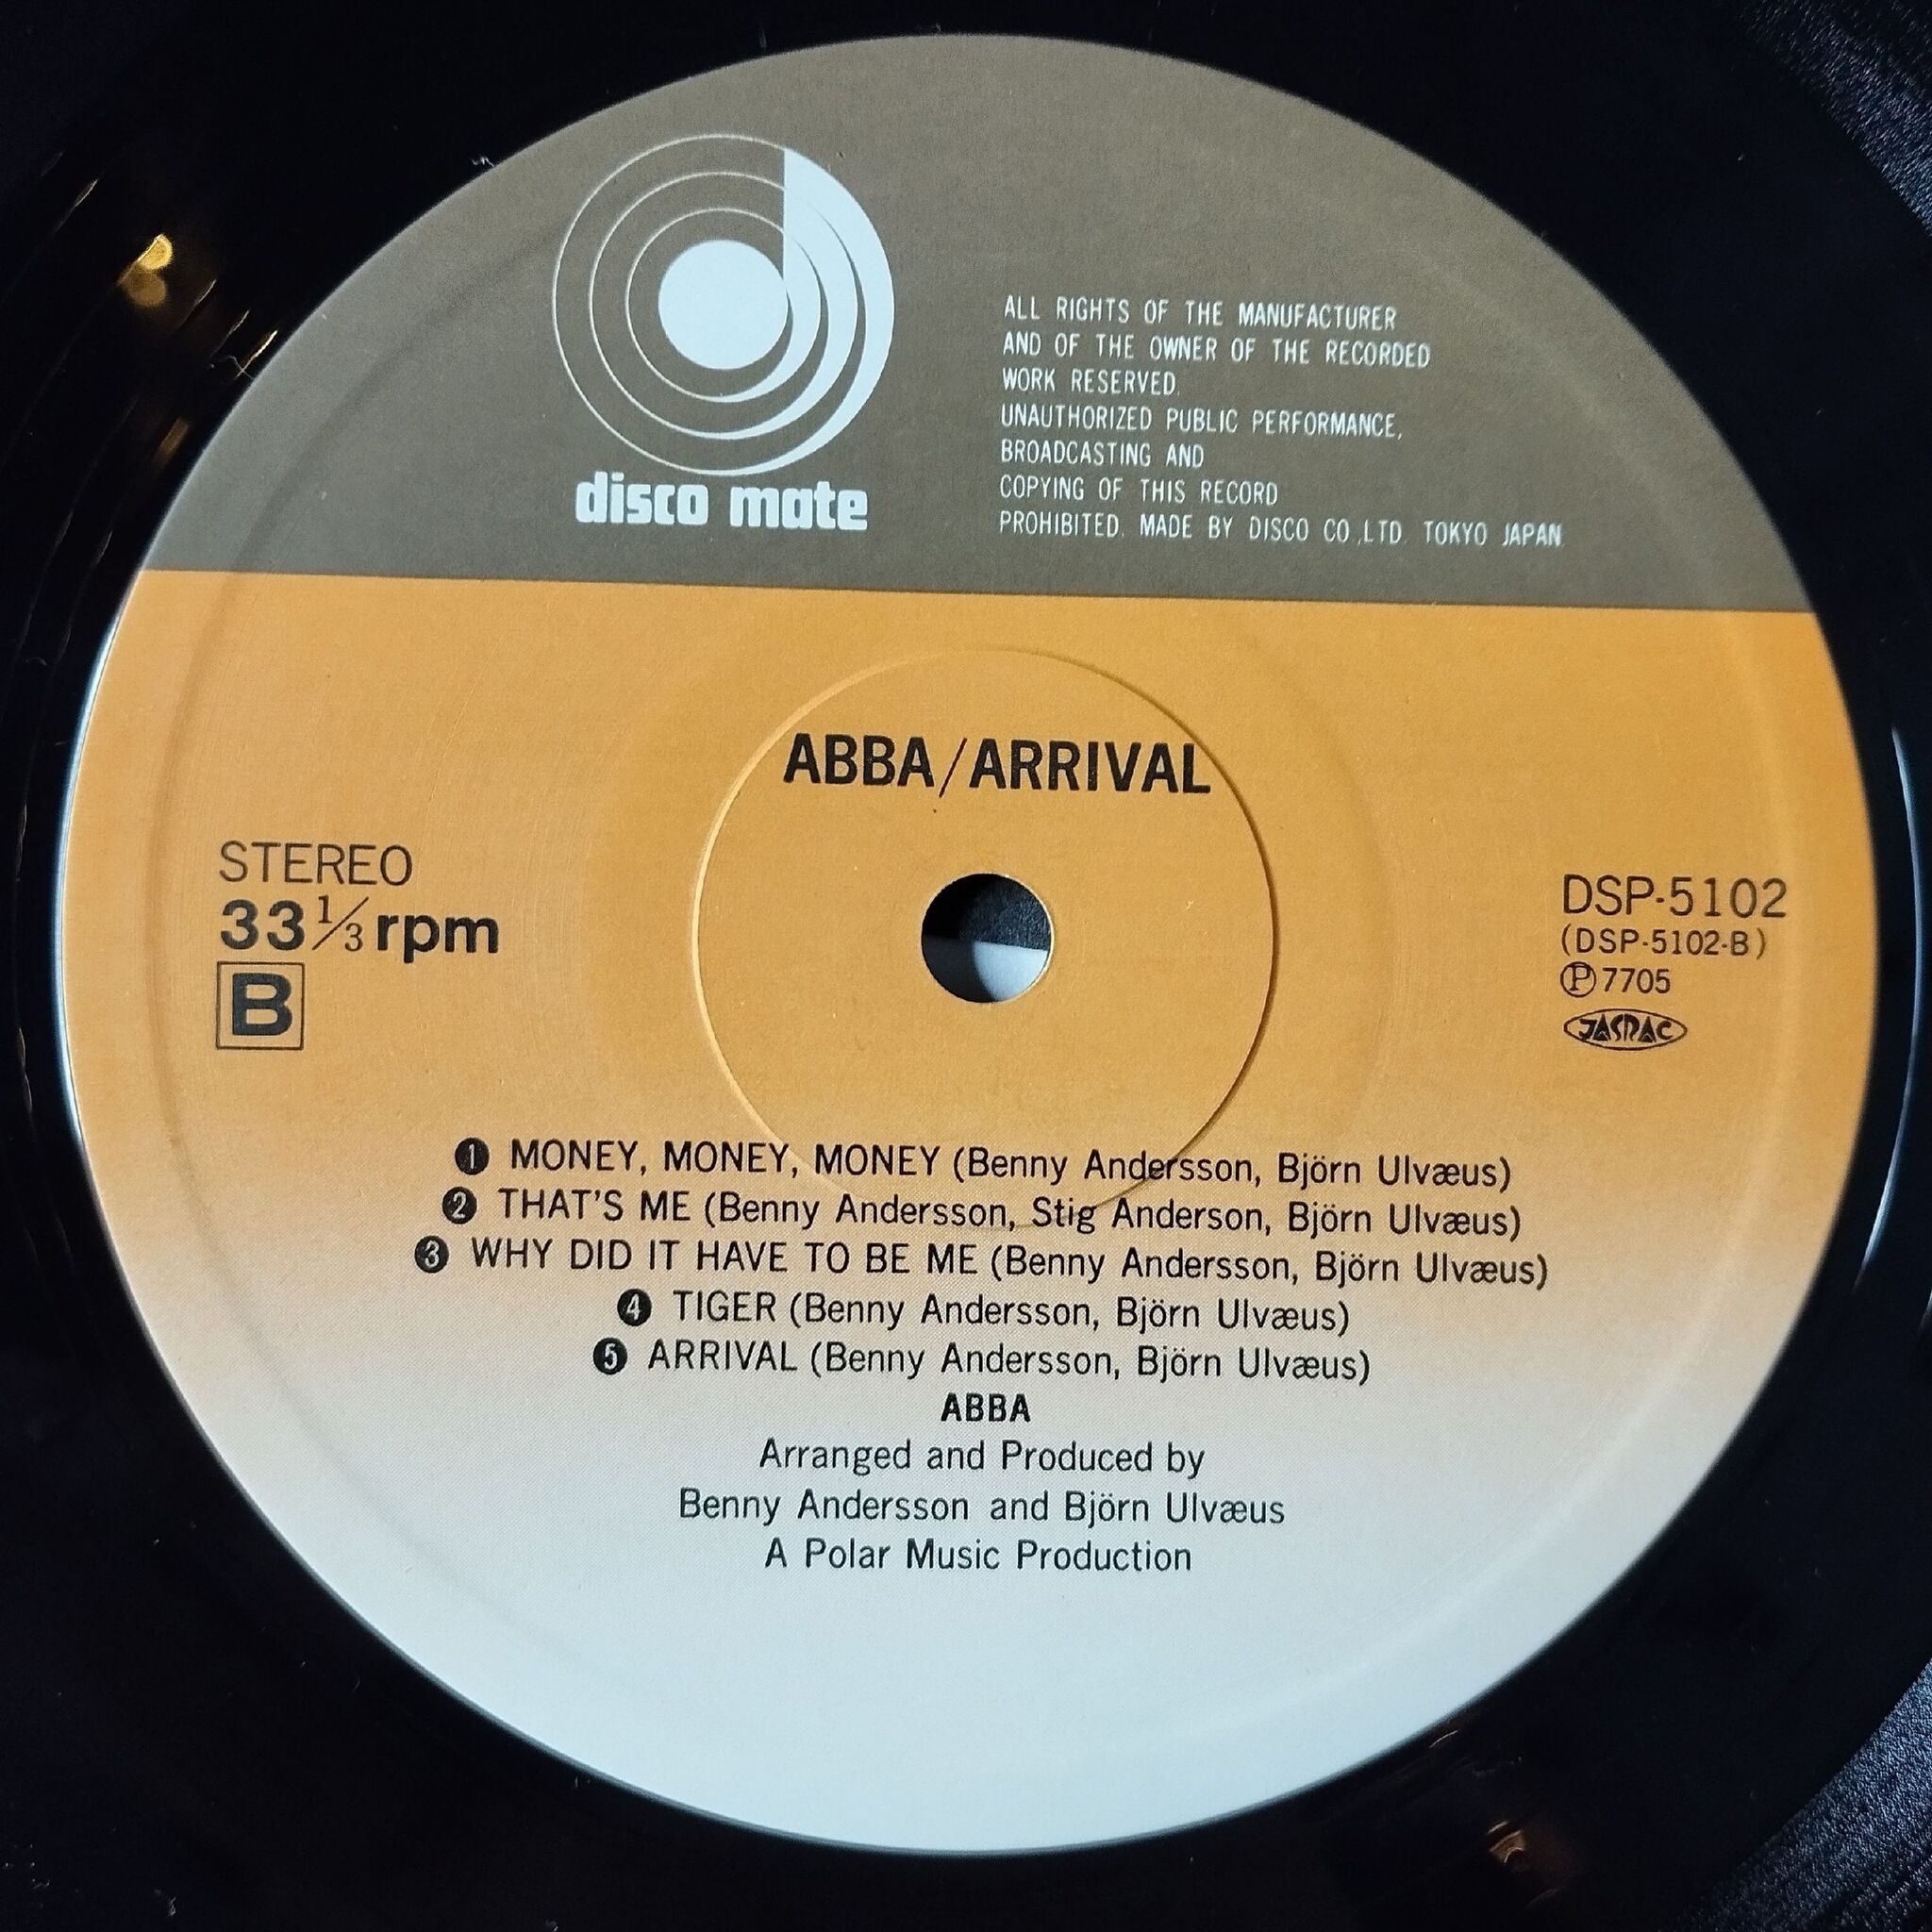 disco mate
ALL RIGHTS OF THE MANUFACTURER
AND OF THE OWNER OF THE RECORDED
WORK RESERVED.
UNAUTHORIZED PUBLIC PERFORMANCE,
BROADCASTING AND
COPYING OF THIS RECORD
PROHIBITED. MADE BY DISCO CO.,LTD. TOKYO JAPAN
ABBA/ARRIVAL
STEREO
33 1/3 rpm
B
DSP-5102
(DSP-5102-B)
Ⓟ7705
JASRAC
❶ MONEY, MONEY, MONEY (Benny Andersson, Björn Ulvæus)
❷ THAT'S ME (Benny Andersson, Stig Anderson, Björn Ulvæus)
❸ WHY DID IT HAVE TO BE ME (Benny Andersson, Björn Ulvæus)
❹ TIGER (Benny Andersson, Björn Ulvæus)
❺ ARRIVAL (Benny Andersson, Björn Ulvæus)
ABBA
Arranged and Produced by
Benny Andersson and Björn Ulvæus
A Polar Music Production